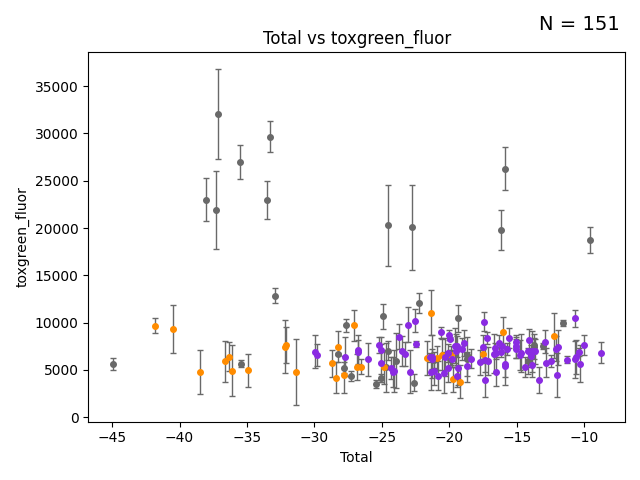 N = 151
Total vs toxgreen_fluor
35000
30000
25000
20000
15000
10000
5000
0
toxgreen_fluor
−45 −40 −35 −30 −25 −20 −15 −10
Total